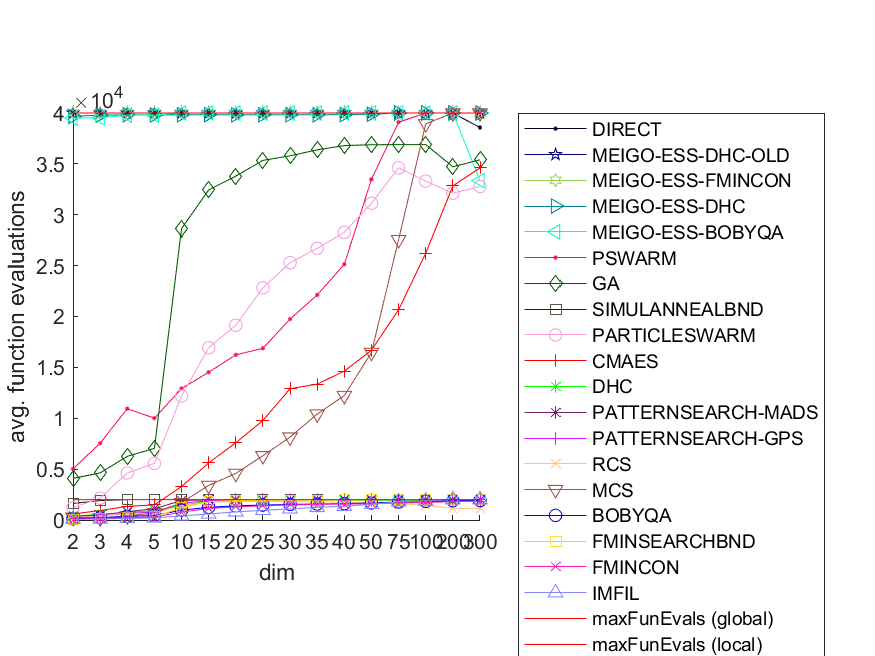 × 10⁴
4
3.5
3
2.5
2
1.5
1
0.5
0
avg. function evaluations
2 3 4 5 10 15 20 25 30 35 40 50 75 100 200 300
dim
DIRECT
MEIGO-ESS-DHC-OLD
MEIGO-ESS-FMINCON
MEIGO-ESS-DHC
MEIGO-ESS-BOBYQA
PSWARM
GA
SIMULANNEALBND
PARTICLESWARM
CMAES
DHC
PATTERNSEARCH-MADS
PATTERNSEARCH-GPS
RCS
MCS
BOBYQA
FMINSEARCHBND
FMINCON
IMFIL
maxFunEvals (global)
maxFunEvals (local)